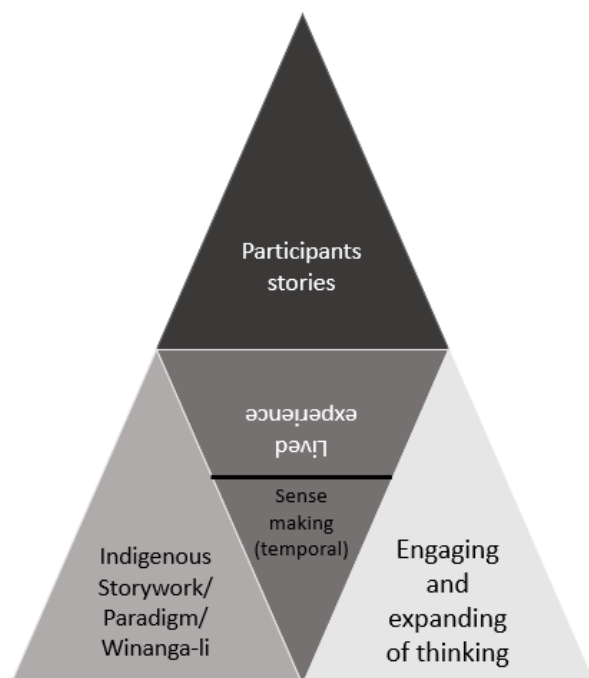 Participants
stories
Lived
experience
Sense
making
(temporal)
Indigenous
Storywork/
Paradigm/
Winanga-li
Engaging
and
expanding
of thinking